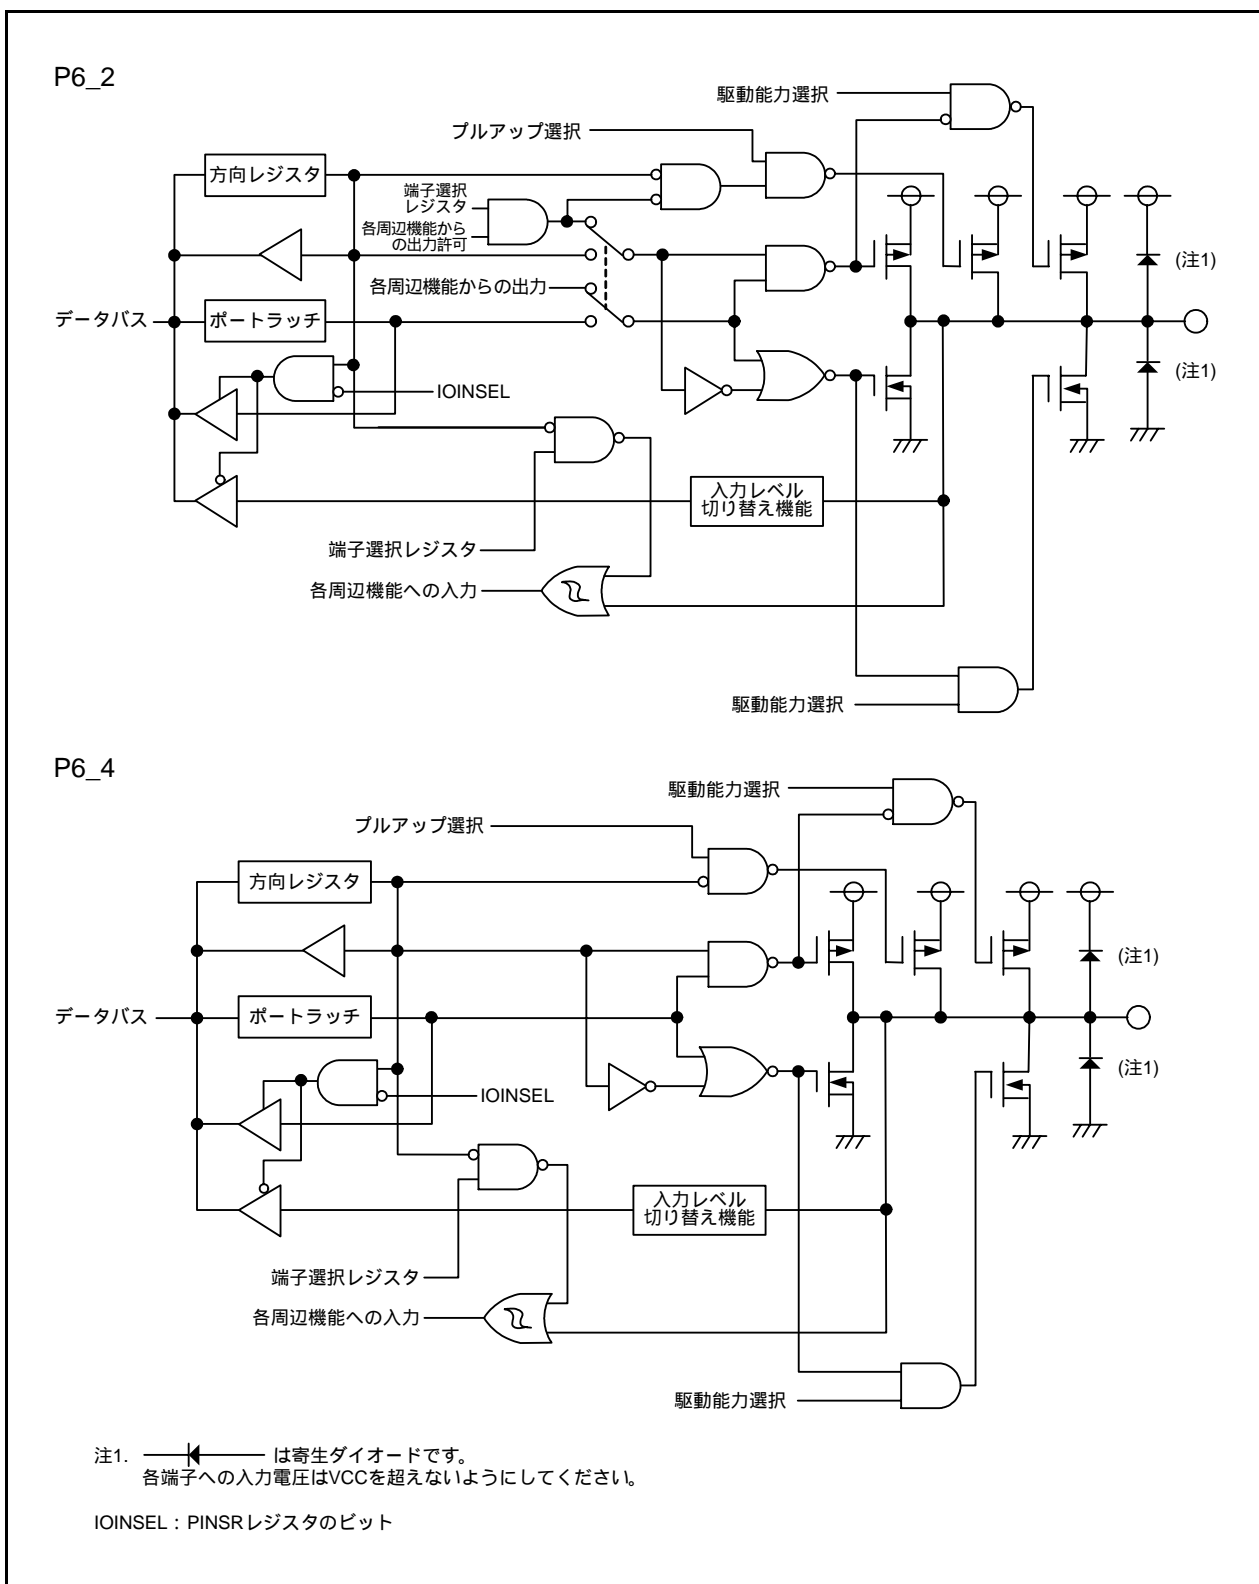 P6_2
駆動能力選択
プルアップ選択
方向レジスタ
端子選択
レジスタ
各周辺機能から
の出力許可
(注1)
各周辺機能からの出力
データバス
ポートラッチ
(注1)
IOINSEL
入力レベル
切り替え機能
端子選択レジスタ
各周辺機能への入力
駆動能力選択
P6_4
駆動能力選択
プルアップ選択
方向レジスタ
(注1)
データバス
ポートラッチ
(注1)
IOINSEL
入力レベル
切り替え機能
端子選択レジスタ
各周辺機能への入力
駆動能力選択
注1. は寄生ダイオードです。
各端子への入力電圧はVCCを超えないようにしてください。
IOINSEL：PINSRレジスタのビット